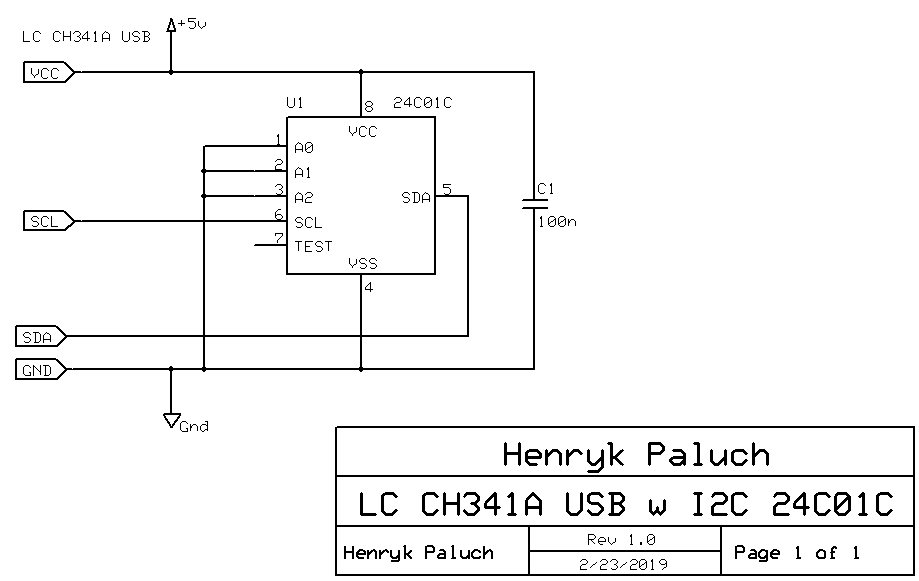 +5v
LC CH341A USB
VCC
U1
24C01C
8
VCC
1
A0
2
A1
3
A2
SDA
5
C1
6
SCL
SCL
100n
7
TEST
VSS
4
SDA
GND
Gnd
Henryk Paluch
LC CH341A USB w I2C 24C01C
Henryk Paluch
Rev 1.0
2/23/2019
Page 1 of 1